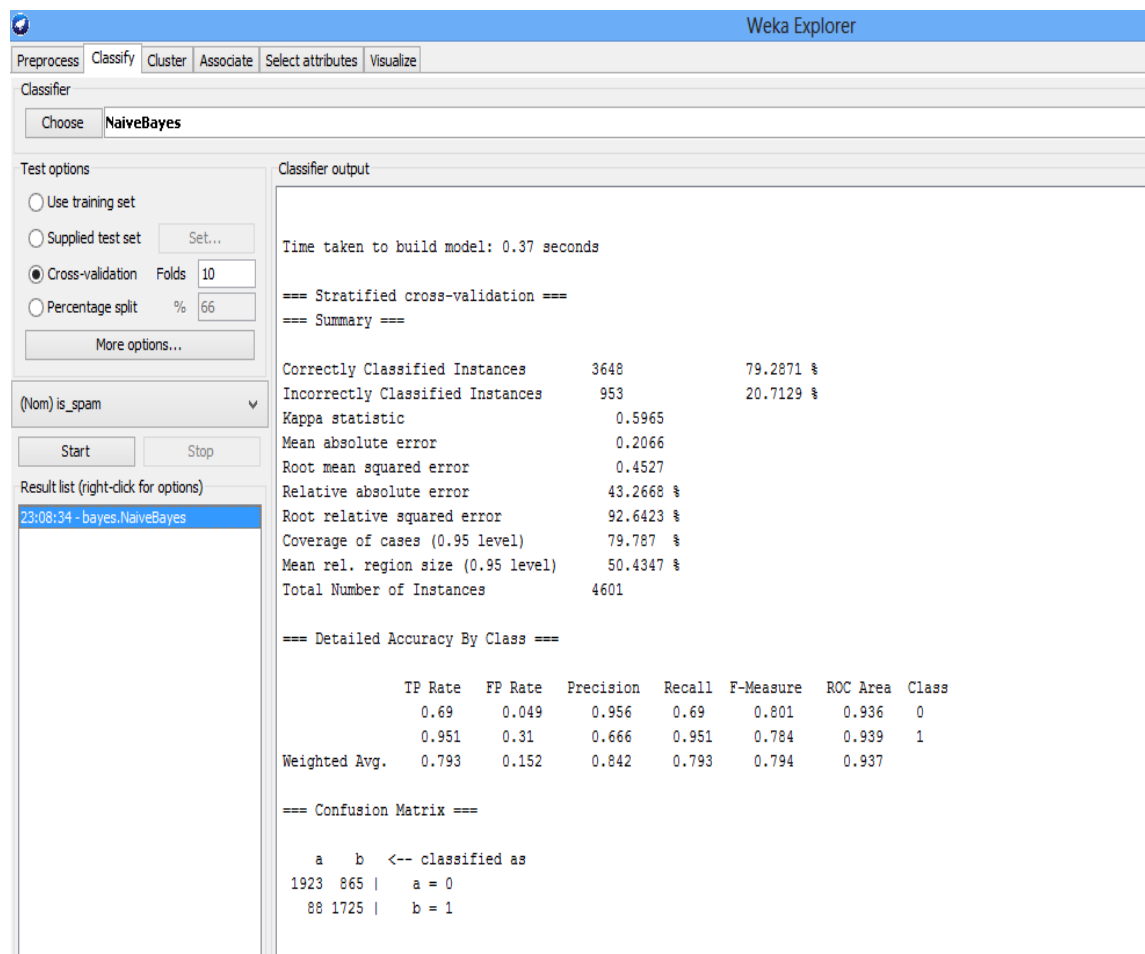 Weka Explorer
Preprocess Classify Cluster Associate Select attributes Visualize
Classifier
Choose NaiveBayes
Test options
Use training set
Supplied test set Set...
Cross-validation Folds 10
Percentage split % 66
More options...
(Nom) is_spam
Start Stop
Result list (right-click for options)
23:08:34 - bayes.NaiveBayes
Classifier output
Time taken to build model: 0.37 seconds
=== Stratified cross-validation ===
=== Summary ===
Correctly Classified Instances 3648 79.2871 %
Incorrectly Classified Instances 953 20.7129 %
Kappa statistic 0.5965
Mean absolute error 0.2066
Root mean squared error 0.4527
Relative absolute error 43.2668 %
Root relative squared error 92.6423 %
Coverage of cases (0.95 level) 79.787 %
Mean rel. region size (0.95 level) 50.4347 %
Total Number of Instances 4601
=== Detailed Accuracy By Class ===
TP Rate FP Rate Precision Recall F-Measure ROC Area Class
0.69 0.049 0.956 0.69 0.801 0.936 0
0.951 0.31 0.666 0.951 0.784 0.939 1
Weighted Avg. 0.793 0.152 0.842 0.793 0.794 0.937
=== Confusion Matrix ===
a b <-- classified as
1923 865 | a = 0
88 1725 | b = 1